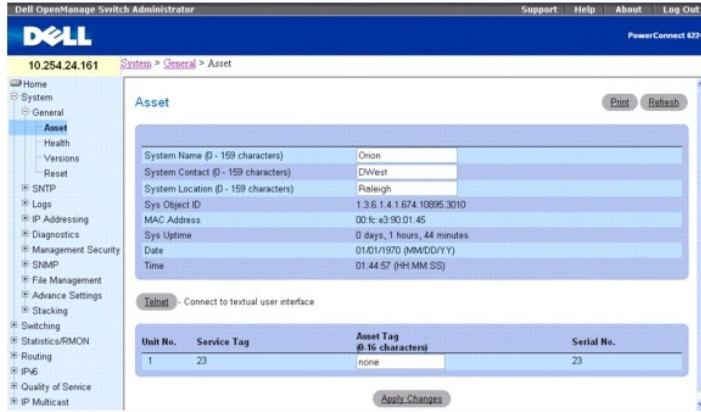 Dell OpenManage Switch Administrator
Support Help About Log Out
DELL
PowerConnect 622
10.254.24.161
System > General > Asset
Home
System
General
Asset
Health
Versions
Reset
SNTP
Logs
IP Addressing
Diagnostics
Management Security
SNMP
File Management
Advance Settings
Stacking
Switching
Statistics/RMON
Routing
IPv6
Quality of Service
IP Multicast
Asset
Print Refresh
System Name (0 - 159 characters) Orion
System Contact (0 - 159 characters) DWest
System Location (0 - 159 characters) Raleigh
Sys Object ID 1.3.6.1.4.1.674.10895.3010
MAC Address 00:fc:e3:90:01:45
Sys Uptime 0 days, 1 hours, 44 minutes
Date 01/01/1970 (MM/DD/YY)
Time 01:44:57 (HH:MM:SS)
Telnet - Connect to textual user interface
Unit No. Service Tag Asset Tag (0-16 characters) Serial No.
1 23 none 23
Apply Changes